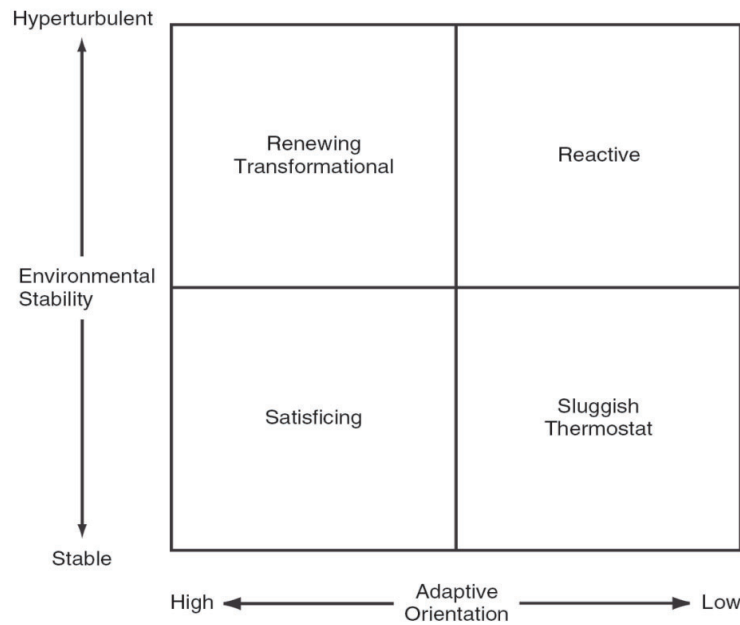 Hyperturbulent
Renewing
Transformational
Reactive
Environmental
Stability
Satisficing
Sluggish
Thermostat
Stable
High
Adaptive
Orientation
Low